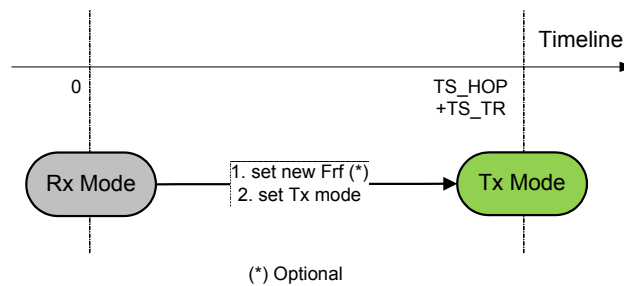 Timeline
0
TS_HOP
+TS_TR
Rx Mode
1. set new Frf (*)
2. set Tx mode
Tx Mode
(*) Optional